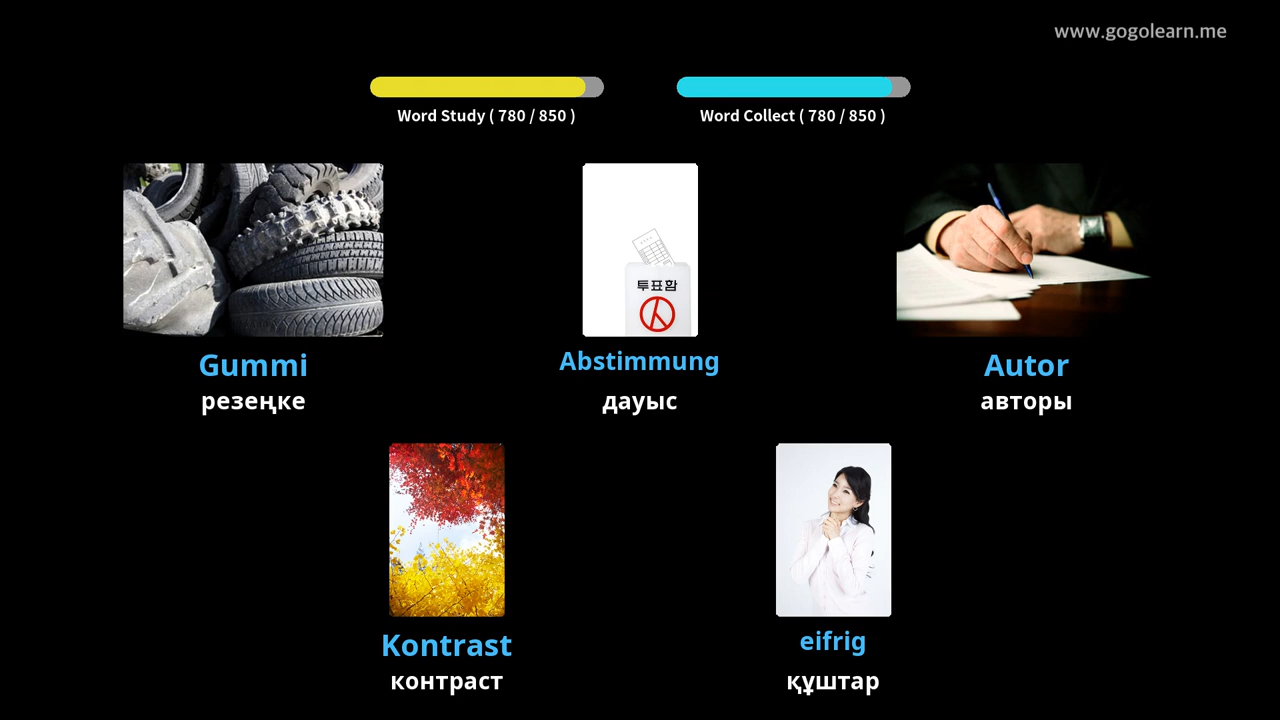 www.gogolearn.me
Word Study ( 780 / 850 )
Word Collect ( 780 / 850 )
투표함
Gummi
резеңке
Abstimmung
дауыс
Autor
авторы
Kontrast
контраст
eifrig
құштар